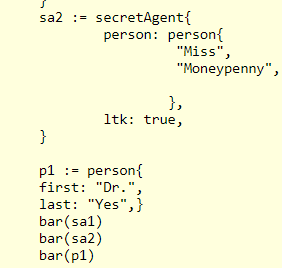 }
sa2 := secretAgent{
person: person{
"Miss",
"Moneypenny",
},
ltk: true,
}
p1 := person{
first: "Dr.",
last: "Yes",}
bar(sa1)
bar(sa2)
bar(p1)